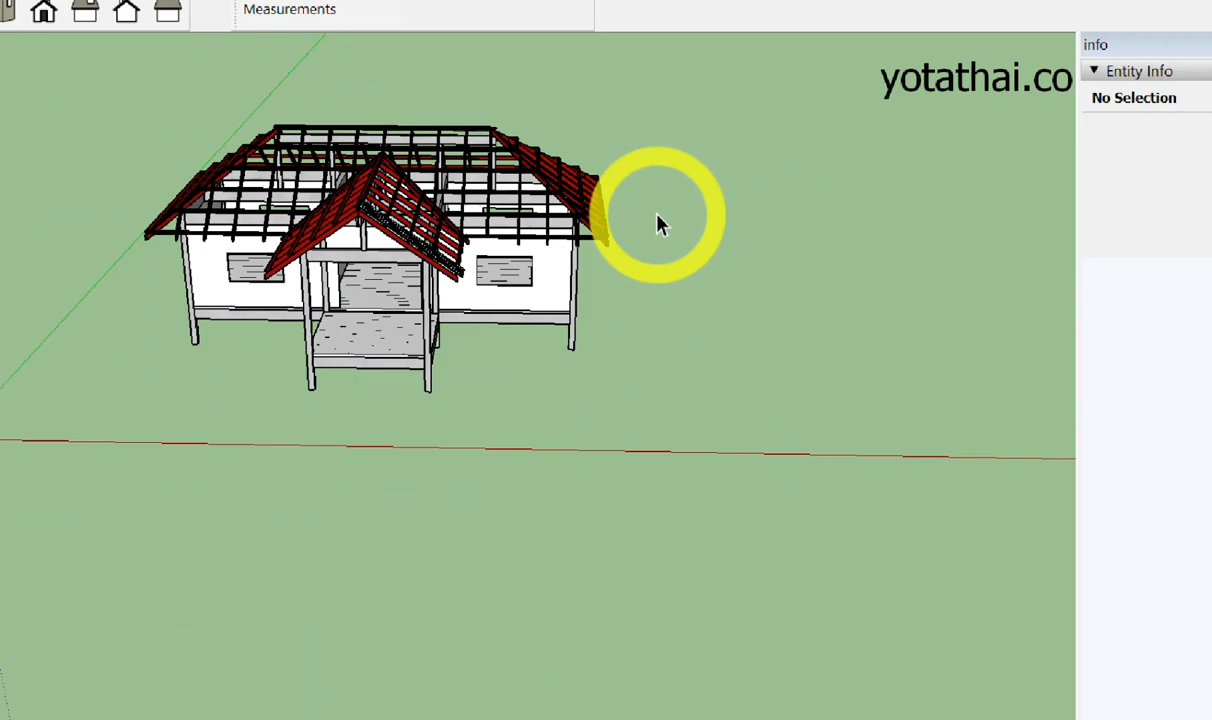 Measurements
info
yotathai.co
Entity Info
No Selection